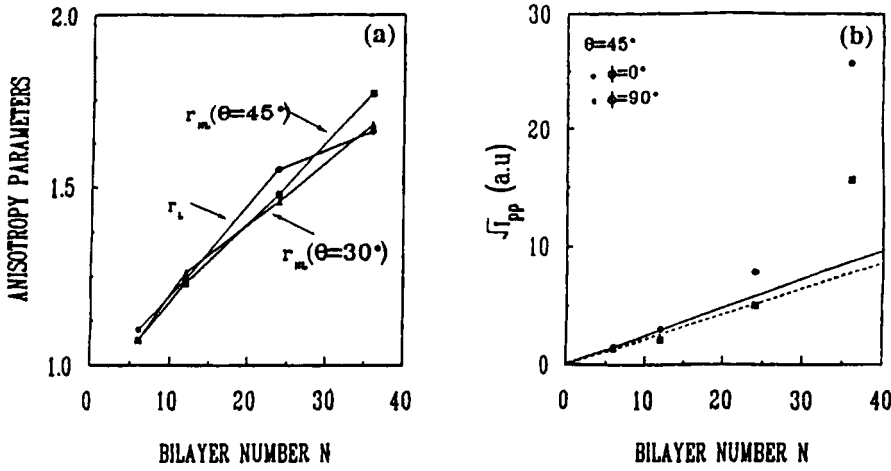 (a)
2.0
1.5
1.0
ANISOTROPY PARAMETERS
r_m(θ=45°)
r_L
r_m(θ=30°)
0 10 20 30 40
BILAYER NUMBER N
(b)
30
20
10
0
√I_pp (a.u)
θ=45°
ϕ=0°
ϕ=90°
0 10 20 30 40
BILAYER NUMBER N